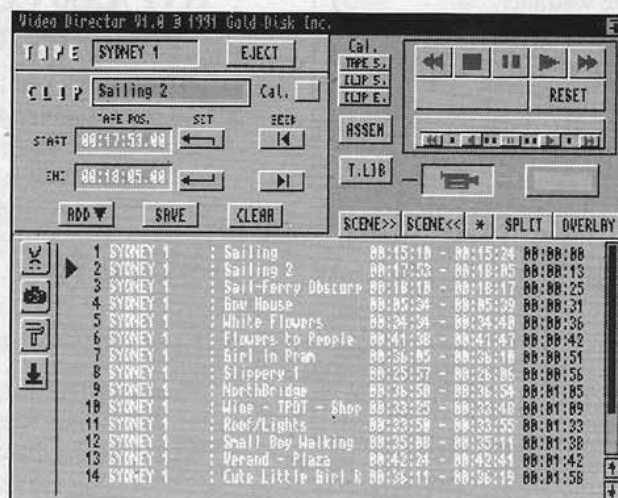 Video Director V1.0 © 1991 Gold Disk Inc.
TAPE SYDNEY 1 EJECT
CLIP Sailing 2 Cal.
TAPE POS. SET SEEK
START 00:17:53.00
END 00:18:05.00
ADD▼ SAVE CLEAR
Cal.
TAPE S.
CLIP S.
CLIP E.
ASSEM
T.LIB
RESET
SCENE>> SCENE<< * SPLIT OVERLAY
1 SYDNEY 1 : Sailing 00:15:10 - 00:15:24 00:00:00
2 SYDNEY 1 : Sailing 2 00:17:53 - 00:18:05 00:00:13
3 SYDNEY 1 : Sail-Ferry Obscure 00:18:10 - 00:18:17 00:00:25
4 SYDNEY 1 : Gov House 00:05:34 - 00:05:39 00:00:31
5 SYDNEY 1 : White Flowers 00:24:34 - 00:24:40 00:00:36
6 SYDNEY 1 : Flowers to People 00:41:38 - 00:41:47 00:00:42
7 SYDNEY 1 : Girl in Pram 00:36:05 - 00:36:10 00:00:51
8 SYDNEY 1 : Slippery 1 00:25:57 - 00:26:06 00:00:56
9 SYDNEY 1 : NorthBridge 00:36:50 - 00:36:54 00:01:05
10 SYDNEY 1 : Wine - TPDT - Shop 00:33:25 - 00:33:48 00:01:09
11 SYDNEY 1 : Roof/Lights 00:33:50 - 00:33:55 00:01:33
12 SYDNEY 1 : Small Boy Walking 00:35:08 - 00:35:11 00:01:38
13 SYDNEY 1 : Verand - Plaza 00:42:24 - 00:42:41 00:01:42
14 SYDNEY 1 : Cute Little Girl R 00:36:11 - 00:36:19 00:01:58